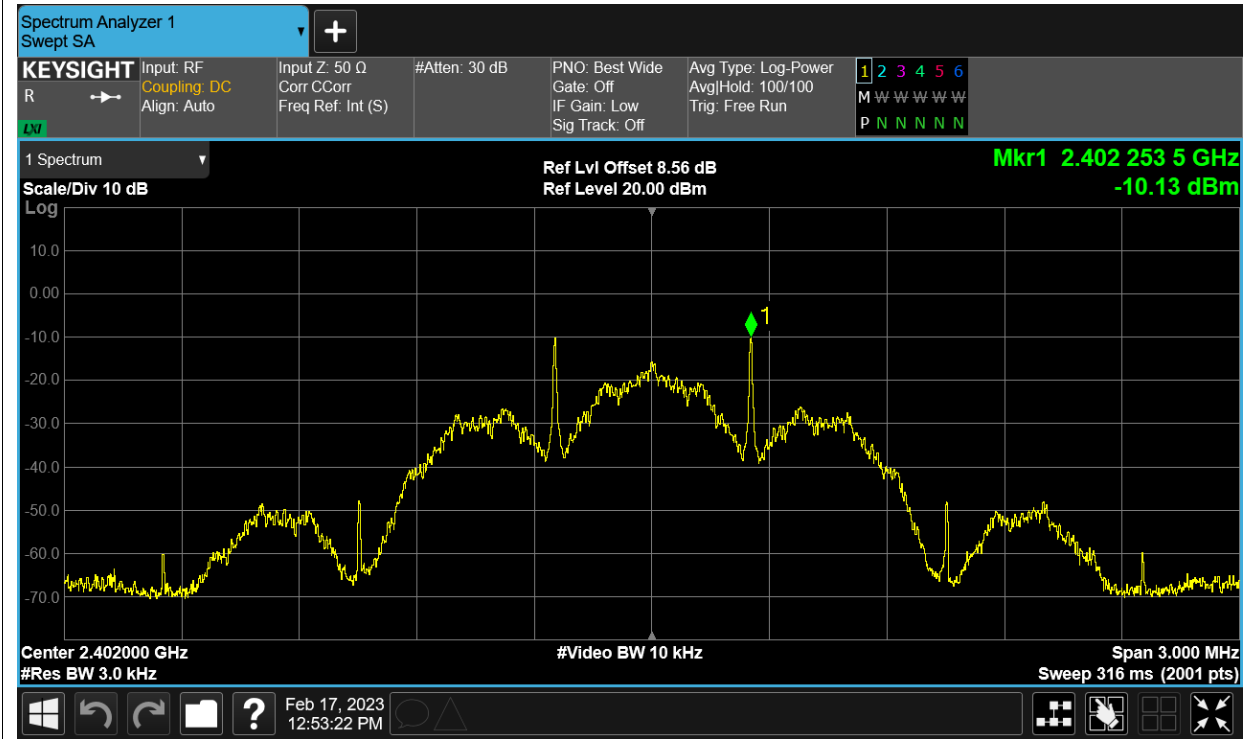 Spectrum Analyzer 1
Swept SA
KEYSIGHT
R
LXI
Input: RF
Coupling: DC
Align: Auto
Input Z: 50 Ω
Corr CCorr
Freq Ref: Int (S)
#Atten: 30 dB
PNO: Best Wide
Gate: Off
IF Gain: Low
Sig Track: Off
Avg Type: Log-Power
Avg|Hold: 100/100
Trig: Free Run
1 2 3 4 5 6
M W W W W W
P N N N N N
1 Spectrum
Scale/Div 10 dB
Log
Ref Lvl Offset 8.56 dB
Ref Level 20.00 dBm
Mkr1 2.402 253 5 GHz
-10.13 dBm
10.0
0.00
-10.0
-20.0
-30.0
-40.0
-50.0
-60.0
-70.0
1
Center 2.402000 GHz
#Res BW 3.0 kHz
#Video BW 10 kHz
Span 3.000 MHz
Sweep 316 ms (2001 pts)
?
Feb 17, 2023
12:53:22 PM